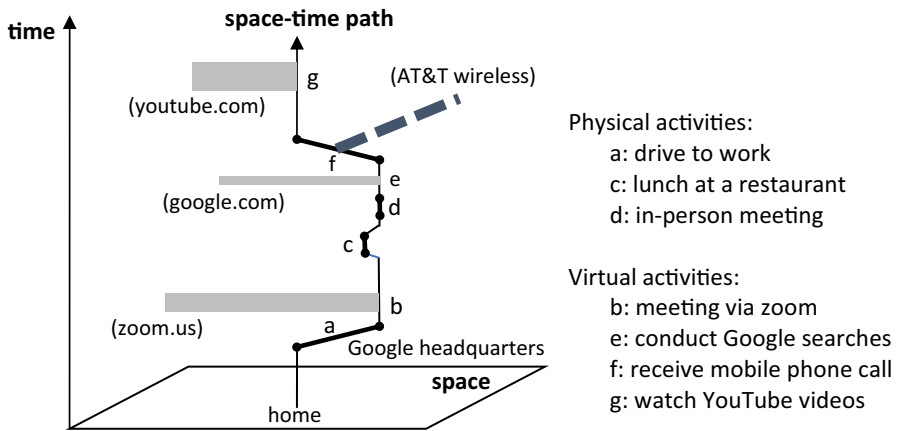 time
space-time path
g
(AT&T wireless)
(youtube.com)
f
e
(google.com)
d
c
b
(zoom.us)
a
Google headquarters
space
home
Physical activities:
a: drive to work
c: lunch at a restaurant
d: in-person meeting
Virtual activities:
b: meeting via zoom
e: conduct Google searches
f: receive mobile phone call
g: watch YouTube videos